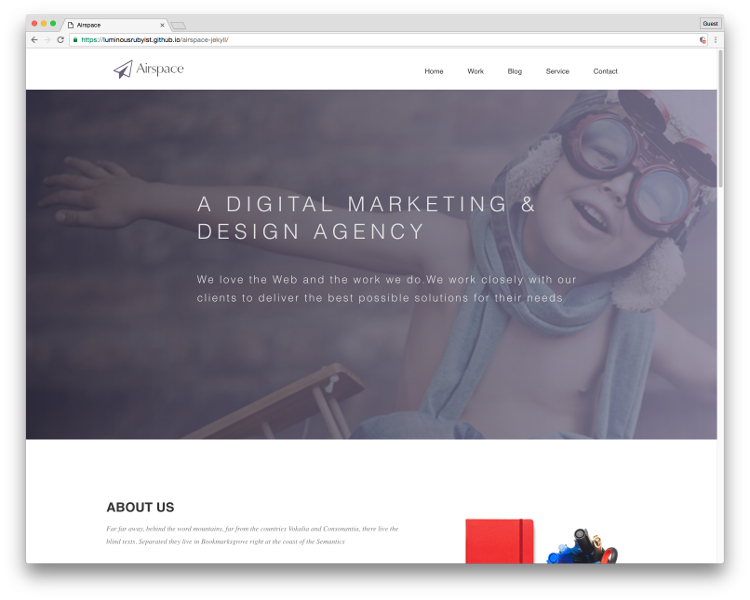 Airspace
Guest
https://luminousrubyist.github.io/airspace-jekyll/
Airspace
Home Work Blog Service Contact
A DIGITAL MARKETING &
DESIGN AGENCY
We love the Web and the work we do.We work closely with our
clients to deliver the best possible solutions for their needs
ABOUT US
Far far away, behind the word mountains, far from the countries Vokalia and Consonantia, there live the
blind texts. Separated they live in Bookmarksgrove right at the coast of the Semantics